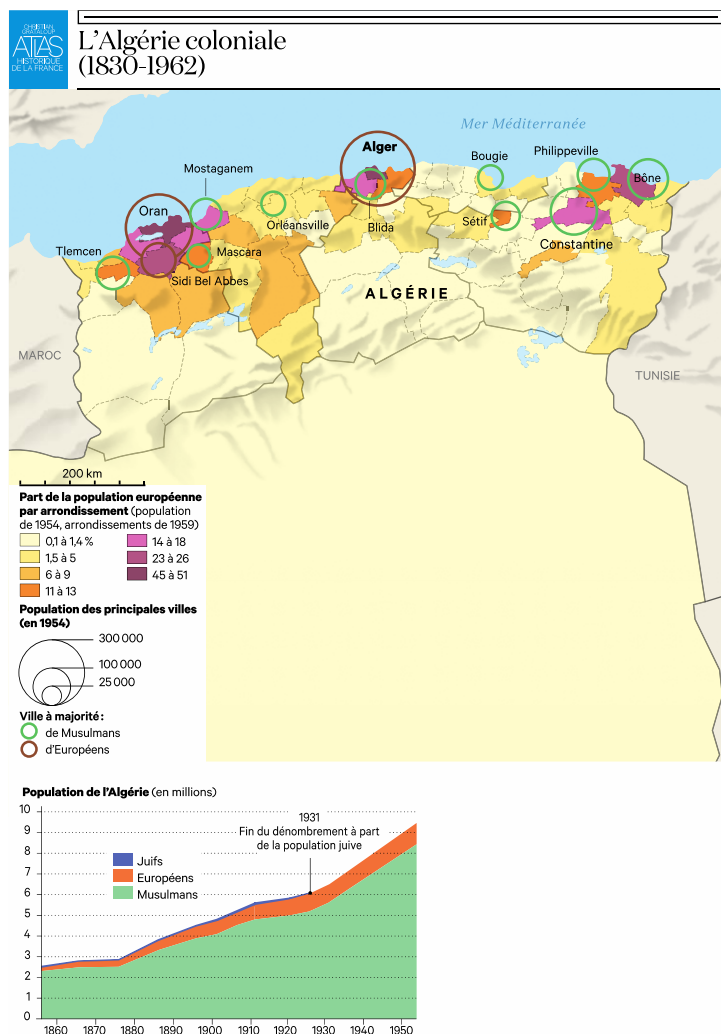 CHRISTIAN
GRATALOUP
ATLAS
HISTORIQUE
DE LA FRANCE
L'Algérie coloniale
(1830-1962)
Mer Méditerranée
Alger
Bougie
Philippeville
Mostaganem
Bône
Oran
Orléansville
Blida
Sétif
Constantine
Tlemcen
Mascara
Sidi Bel Abbes
ALGÉRIE
MAROC
TUNISIE
200 km
Part de la population européenne
par arrondissement (population
de 1954, arrondissements de 1959)
0,1 à 1,4 %
14 à 18
1,5 à 5
23 à 26
6 à 9
45 à 51
11 à 13
Population des principales villes
(en 1954)
300 000
100 000
25 000
Ville à majorité :
de Musulmans
d'Européens
Population de l'Algérie (en millions)
1931
Fin du dénombrement à part
de la population juive
Juifs
Européens
Musulmans
10
9
8
7
6
5
4
3
2
1
0
1860 1870 1880 1890 1900 1910 1920 1930 1940 1950